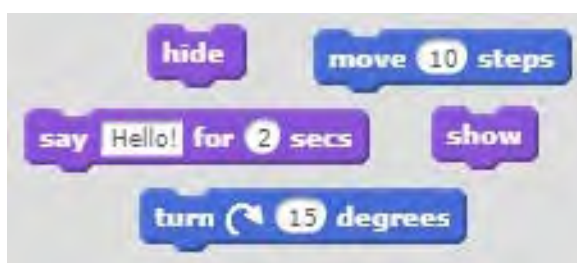 hide
move 10 steps
say Hello! for 2 secs
show
turn 15 degrees